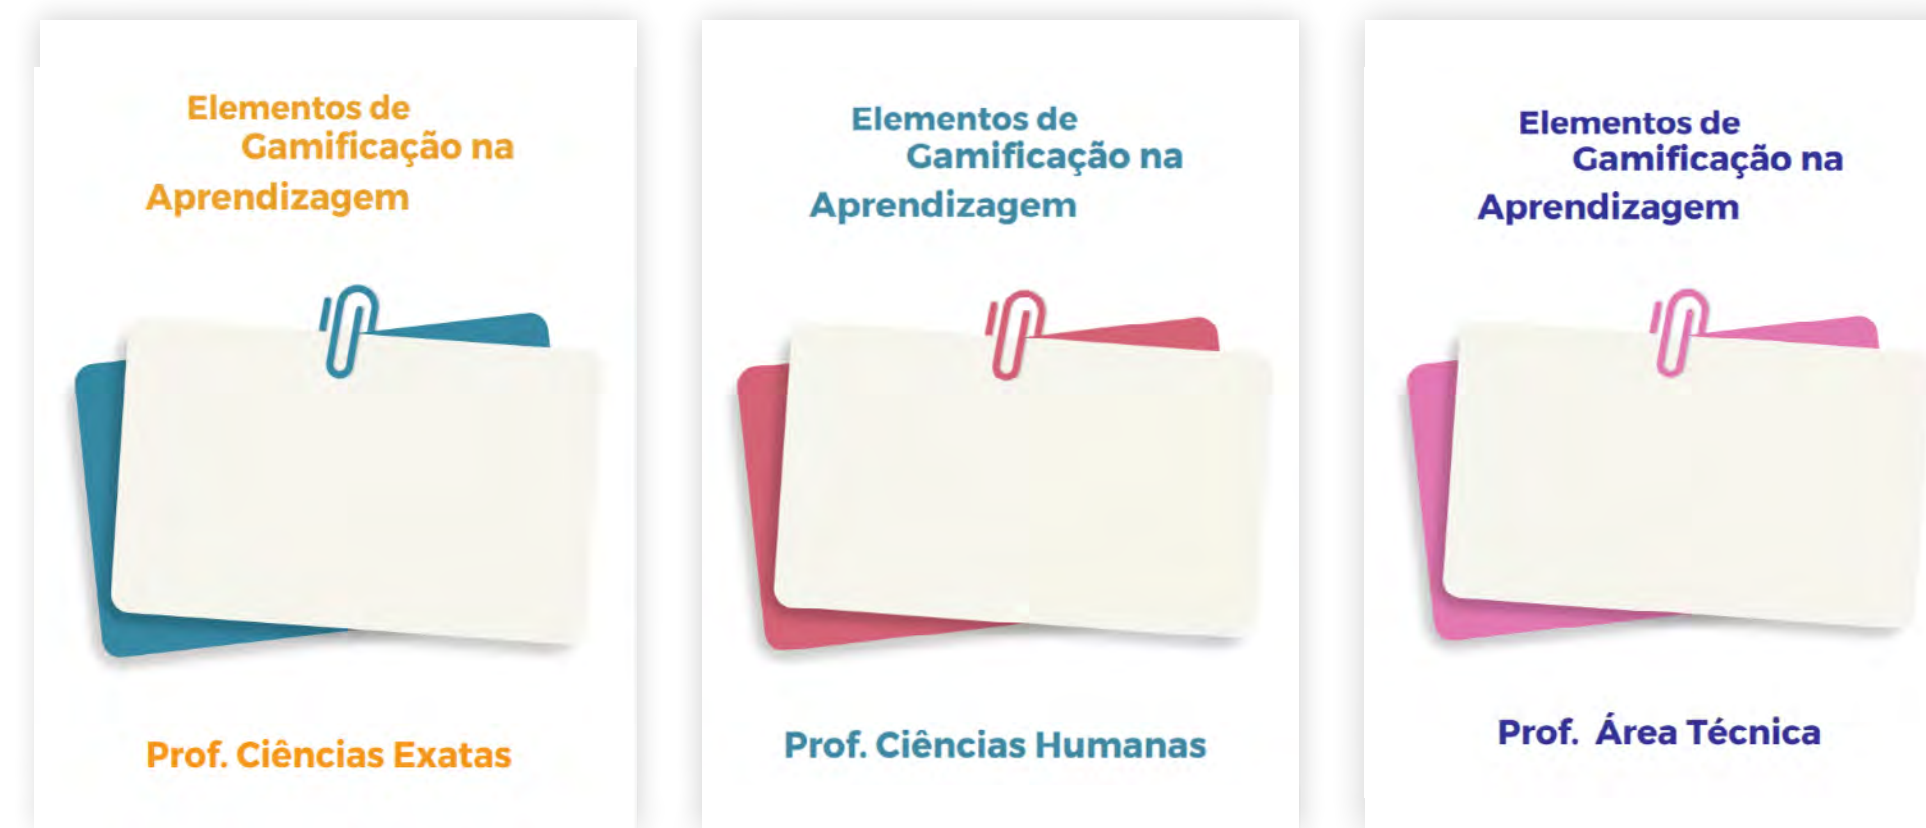 Elementos de
Gamificação na
Aprendizagem
Prof. Ciências Exatas
Elementos de
Gamificação na
Aprendizagem
Prof. Ciências Humanas
Elementos de
Gamificação na
Aprendizagem
Prof. Área Técnica